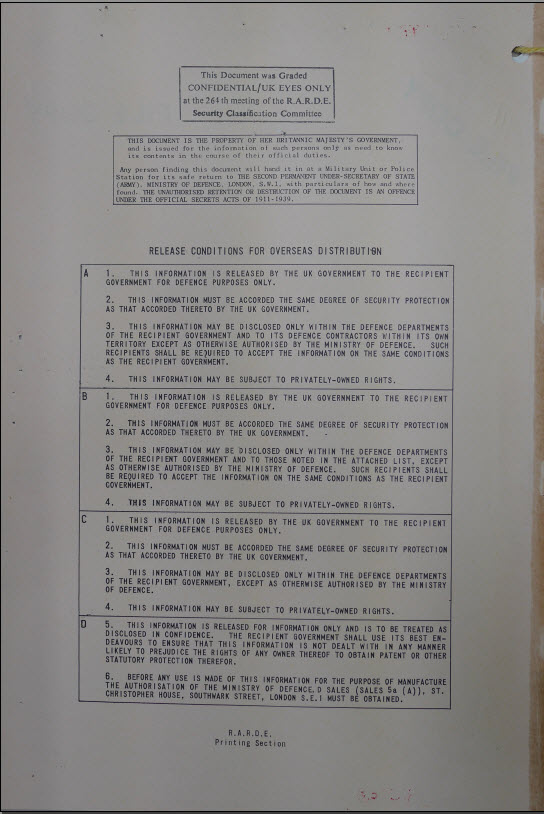 This Document was Graded
CONFIDENTIAL/UK EYES ONLY
at the 264th meeting of the R.A.R.D.E.
Security Classification Committee
THIS DOCUMENT IS THE PROPERTY OF HER BRITANNIC MAJESTY'S GOVERNMENT,
and is issued for the information of such persons only as need to know
its contents in the course of their official duties.
Any person finding this document will hand it in at a Military Unit or Police
Station for its safe return to THE SECOND PERMANENT UNDER-SECRETARY OF STATE
(ARMY), MINISTRY OF DEFENCE, LONDON, S.W.1, with particulars of how and where
found. THE UNAUTHORISED RETENTION OR DESTRUCTION OF THE DOCUMENT IS AN OFFENCE
UNDER THE OFFICIAL SECRETS ACTS OF 1911-1939.
RELEASE CONDITIONS FOR OVERSEAS DISTRIBUTION
A 1. THIS INFORMATION IS RELEASED BY THE UK GOVERNMENT TO THE RECIPIENT
GOVERNMENT FOR DEFENCE PURPOSES ONLY.
2. THIS INFORMATION MUST BE ACCORDED THE SAME DEGREE OF SECURITY PROTECTION
AS THAT ACCORDED THERETO BY THE UK GOVERNMENT.
3. THIS INFORMATION MAY BE DISCLOSED ONLY WITHIN THE DEFENCE DEPARTMENTS
OF THE RECIPIENT GOVERNMENT AND TO ITS DEFENCE CONTRACTORS WITHIN ITS OWN
TERRITORY EXCEPT AS OTHERWISE AUTHORISED BY THE MINISTRY OF DEFENCE. SUCH
RECIPIENTS SHALL BE REQUIRED TO ACCEPT THE INFORMATION ON THE SAME CONDITIONS
AS THE RECIPIENT GOVERNMENT.
4. THIS INFORMATION MAY BE SUBJECT TO PRIVATELY-OWNED RIGHTS.
B 1. THIS INFORMATION IS RELEASED BY THE UK GOVERNMENT TO THE RECIPIENT
GOVERNMENT FOR DEFENCE PURPOSES ONLY.
2. THIS INFORMATION MUST BE ACCORDED THE SAME DEGREE OF SECURITY PROTECTION
AS THAT ACCORDED THERETO BY THE UK GOVERNMENT.
3. THIS INFORMATION MAY BE DISCLOSED ONLY WITHIN THE DEFENCE DEPARTMENTS
OF THE RECIPIENT GOVERNMENT AND TO THOSE NOTED IN THE ATTACHED LIST, EXCEPT
AS OTHERWISE AUTHORISED BY THE MINISTRY OF DEFENCE. SUCH RECIPIENTS SHALL
BE REQUIRED TO ACCEPT THE INFORMATION ON THE SAME CONDITIONS AS THE RECIPIENT
GOVERNMENT.
4. THIS INFORMATION MAY BE SUBJECT TO PRIVATELY-OWNED RIGHTS.
C 1. THIS INFORMATION IS RELEASED BY THE UK GOVERNMENT TO THE RECIPIENT
GOVERNMENT FOR DEFENCE PURPOSES ONLY.
2. THIS INFORMATION MUST BE ACCORDED THE SAME DEGREE OF SECURITY PROTECTION
AS THAT ACCORDED THERETO BY THE UK GOVERNMENT.
3. THIS INFORMATION MAY BE DISCLOSED ONLY WITHIN THE DEFENCE DEPARTMENTS
OF THE RECIPIENT GOVERNMENT, EXCEPT AS OTHERWISE AUTHORISED BY THE MINISTRY
OF DEFENCE.
4. THIS INFORMATION MAY BE SUBJECT TO PRIVATELY-OWNED RIGHTS.
D 5. THIS INFORMATION IS RELEASED FOR INFORMATION ONLY AND IS TO BE TREATED AS
DISCLOSED IN CONFIDENCE. THE RECIPIENT GOVERNMENT SHALL USE ITS BEST EN-
DEAVOURS TO ENSURE THAT THIS INFORMATION IS NOT DEALT WITH IN ANY MANNER
LIKELY TO PREJUDICE THE RIGHTS OF ANY OWNER THEREOF TO OBTAIN PATENT OR OTHER
STATUTORY PROTECTION THEREFOR.
6. BEFORE ANY USE IS MADE OF THIS INFORMATION FOR THE PURPOSE OF MANUFACTURE
THE AUTHORISATION OF THE MINISTRY OF DEFENCE.D SALES (SALES 5a (A)), ST.
CHRISTOPHER HOUSE, SOUTHWARK STREET, LONDON S.E.1 MUST BE OBTAINED.
R.A.R.D.E.
Printing Section